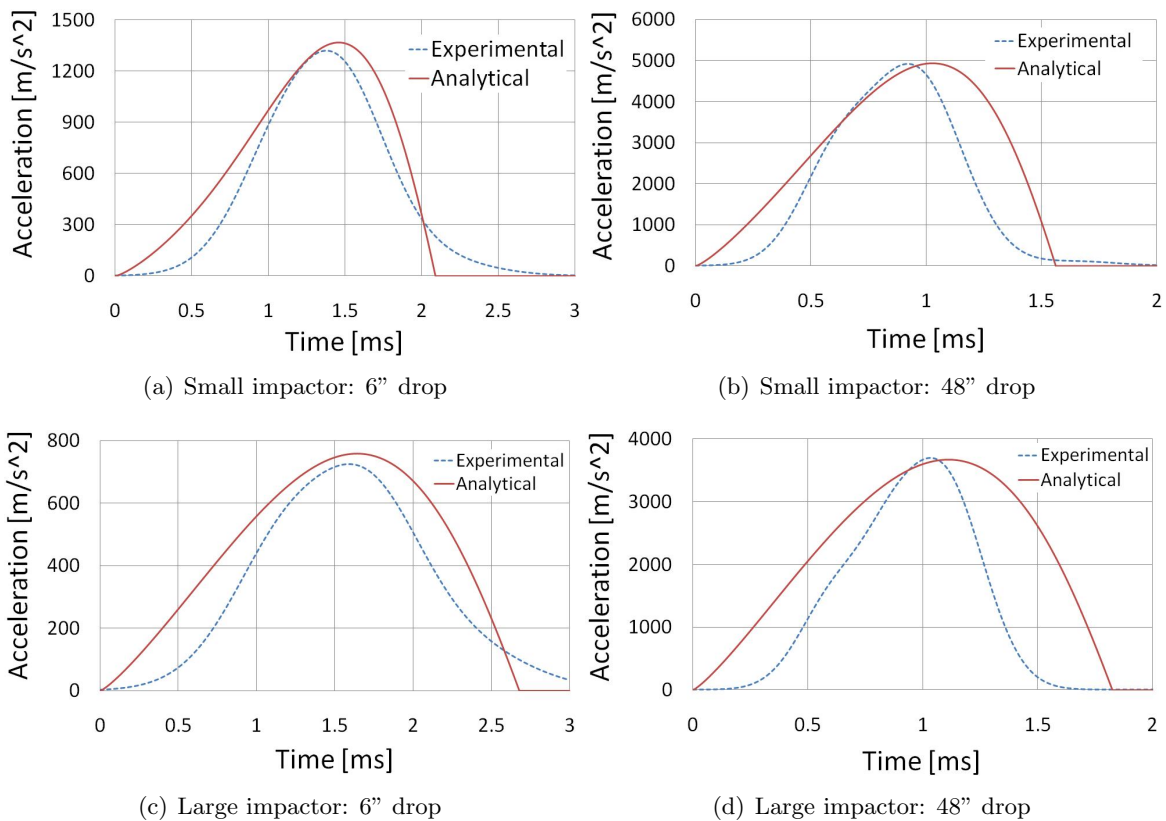 Acceleration [m/s^2]
1500
1200
900
600
300
0
Experimental
Analytical
0 0.5 1 1.5 2 2.5 3
Time [ms]
(a) Small impactor: 6” drop
Acceleration [m/s^2]
6000
5000
4000
3000
2000
1000
0
Experimental
Analytical
0 0.5 1 1.5 2
Time [ms]
(b) Small impactor: 48” drop
Acceleration [m/s^2]
800
600
400
200
0
Experimental
Analytical
0 0.5 1 1.5 2 2.5 3
Time [ms]
(c) Large impactor: 6” drop
Acceleration [m/s^2]
4000
3000
2000
1000
0
Experimental
Analytical
0 0.5 1 1.5 2
Time [ms]
(d) Large impactor: 48” drop